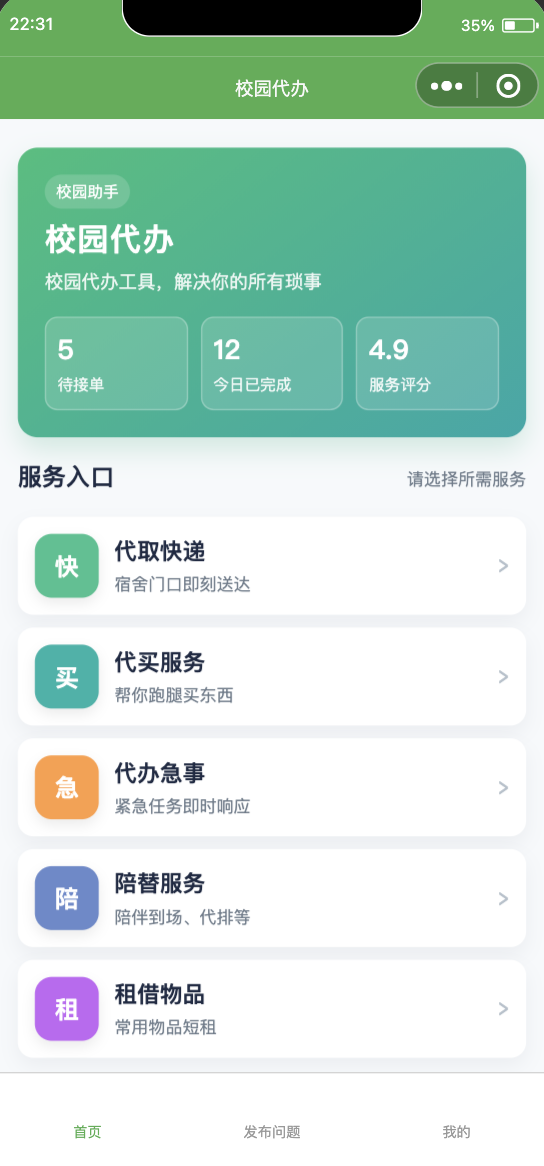 22:31
35%
校园代办
校园助手
校园代办
校园代办工具，解决你的所有琐事
5
12
4.9
待接单
今日已完成
服务评分
服务入口
请选择所需服务
快
代取快递
宿舍门口即刻送达
买
代买服务
帮你跑腿买东西
急
代办急事
紧急任务即时响应
陪
陪替服务
陪伴到场、代排等
租
租借物品
常用物品短租
首页
发布问题
我的